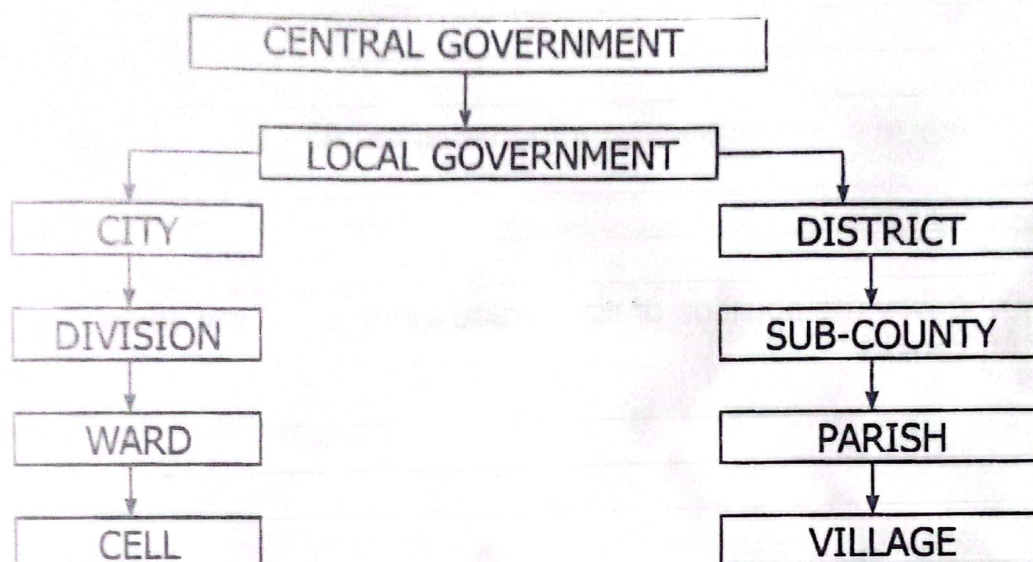 CENTRAL GOVERNMENT
LOCAL GOVERNMENT
CITY
DISTRICT
DIVISION
SUB-COUNTY
WARD
PARISH
CELL
VILLAGE